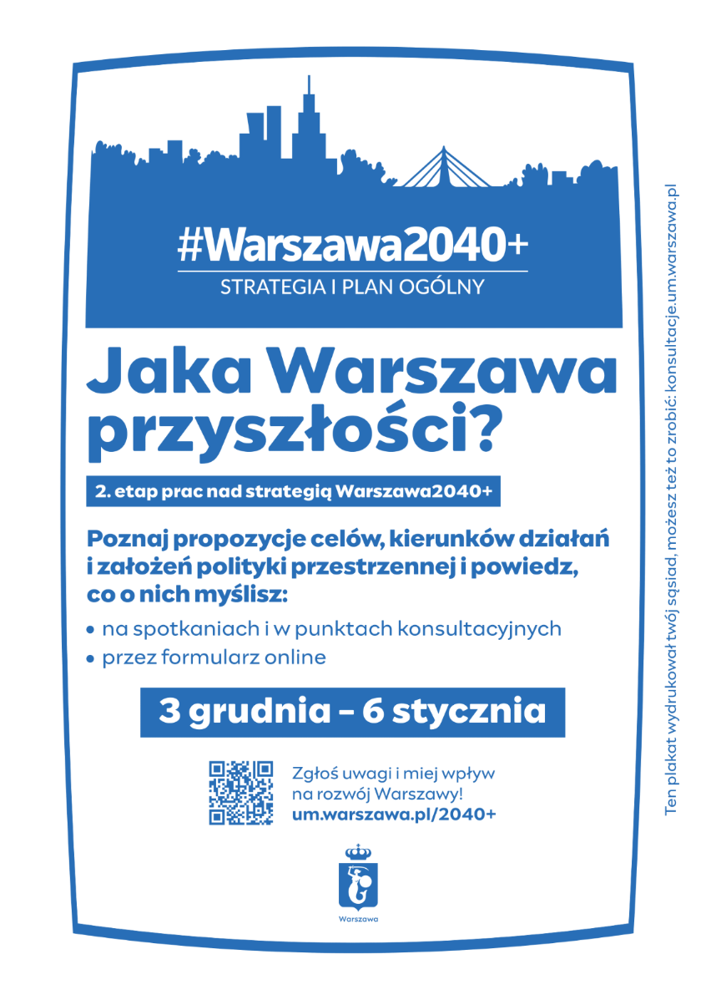 #Warszawa2040+
STRATEGIA I PLAN OGÓLNY
Jaka Warszawa
przyszłości?
2. etap prac nad strategią Warszawa2040+
Poznaj propozycje celów, kierunków działań
i założeń polityki przestrzennej i powiedz,
co o nich myślisz:
• na spotkaniach i w punktach konsultacyjnych
• przez formularz online
3 grudnia – 6 stycznia
Zgłoś uwagi i miej wpływ
na rozwój Warszawy!
um.warszawa.pl/2040+
Warszawa
Ten plakat wydrukował twój sąsiad, możesz też to zrobić: konsultacje.um.warszawa.pl